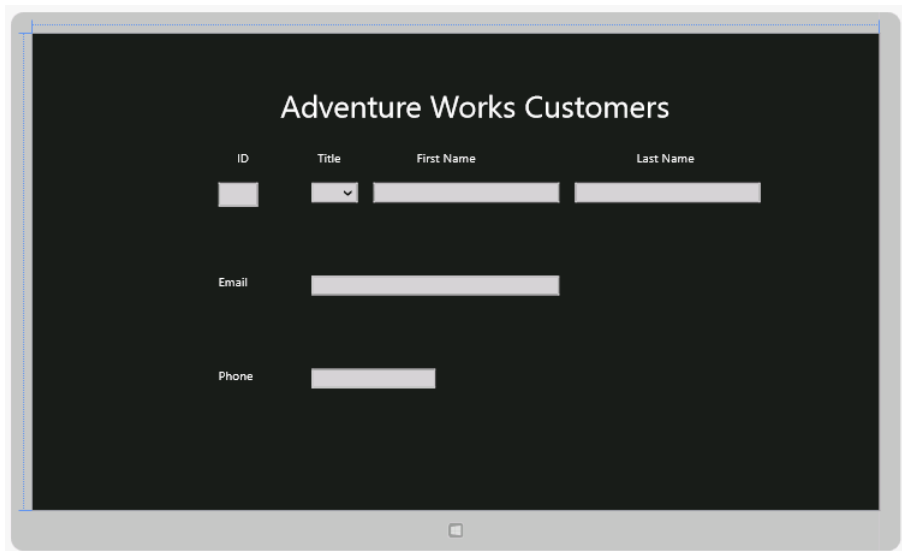 Adventure Works Customers
ID Title First Name Last Name
Email
Phone